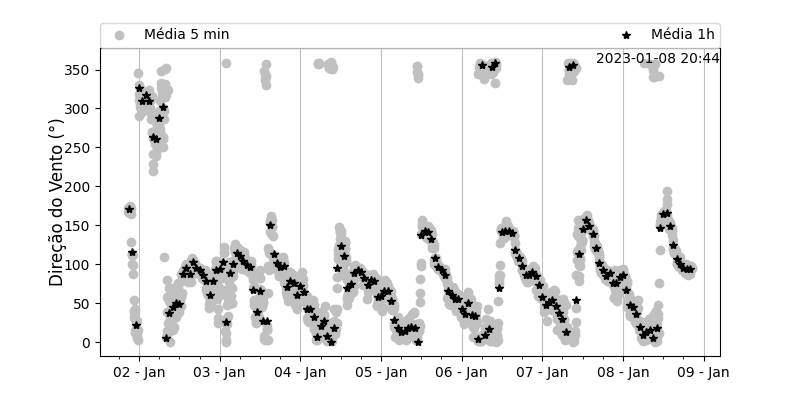 Média 5 min
Média 1h
2023-01-08 20:44
Direção do Vento (°)
350
300
250
200
150
100
50
0
02 - Jan
03 - Jan
04 - Jan
05 - Jan
06 - Jan
07 - Jan
08 - Jan
09 - Jan